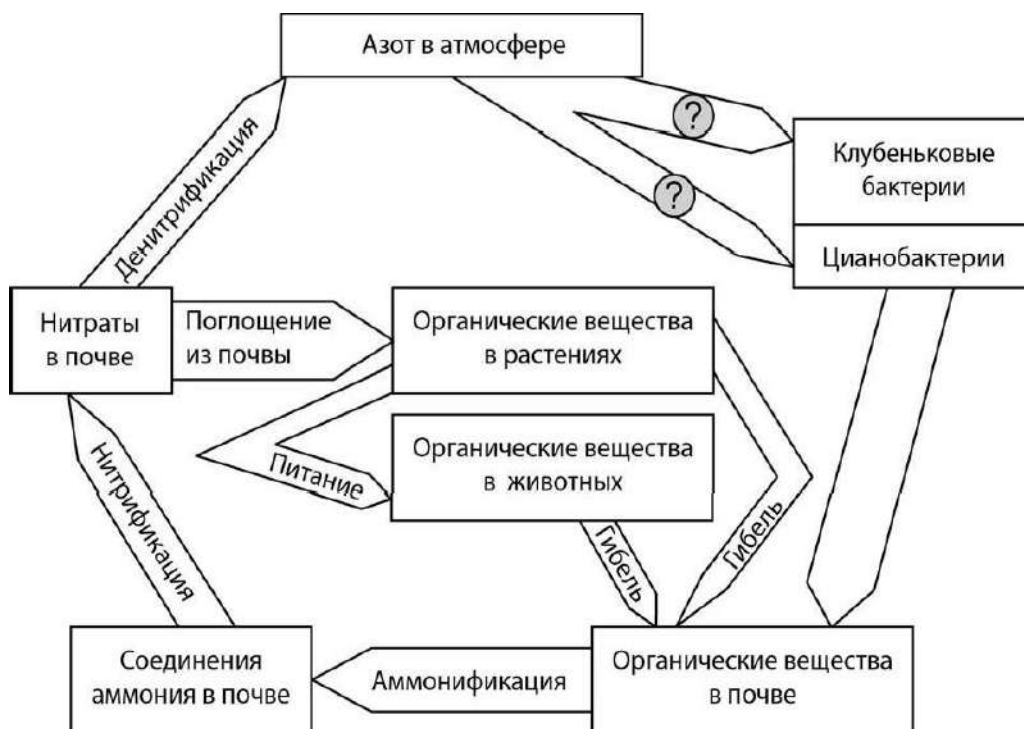 Азот в атмосфере
?
?
Клубеньковые
бактерии
Цианобактерии
Денитрификация
Нитраты
в почве
Поглощение
из почвы
Органические вещества
в растениях
Питание
Органические вещества
в животных
Гибель
Гибель
Нитрификация
Соединения
аммония в почве
Аммонификация
Органические вещества
в почве